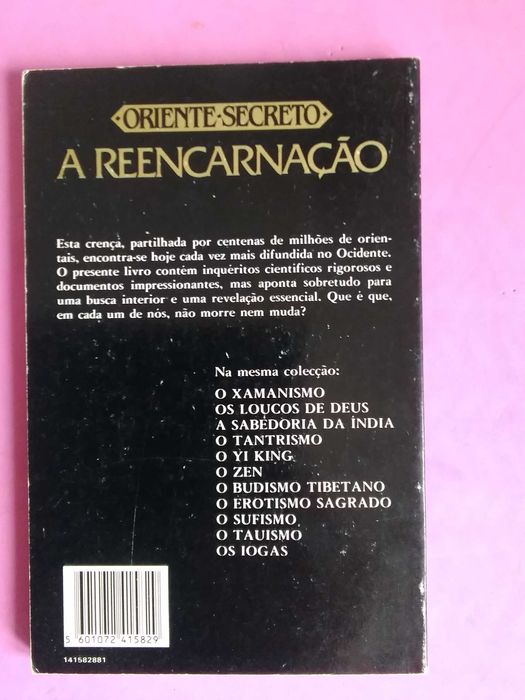 ·ORIENTE·SECRETO·
A REENCARNAÇÃO
Esta crença, partilhada por centenas de milhões de orien-
tais, encontra-se hoje cada vez mais difundida no Ocidente.
O presente livro contém inquéritos científicos rigorosos e
documentos impressionantes, mas aponta sobretudo para
uma busca interior e uma revelação essencial. Que é que,
em cada um de nós, não morre nem muda?
Na mesma colecção:
O XAMANISMO
OS LOUCOS DE DEUS
A SABEDORIA DA ÍNDIA
O TANTRISMO
O YI KING
O ZEN
O BUDISMO TIBETANO
O EROTISMO SAGRADO
O SUFISMO
O TAUISMO
OS IOGAS
5 601072 415829
141582881